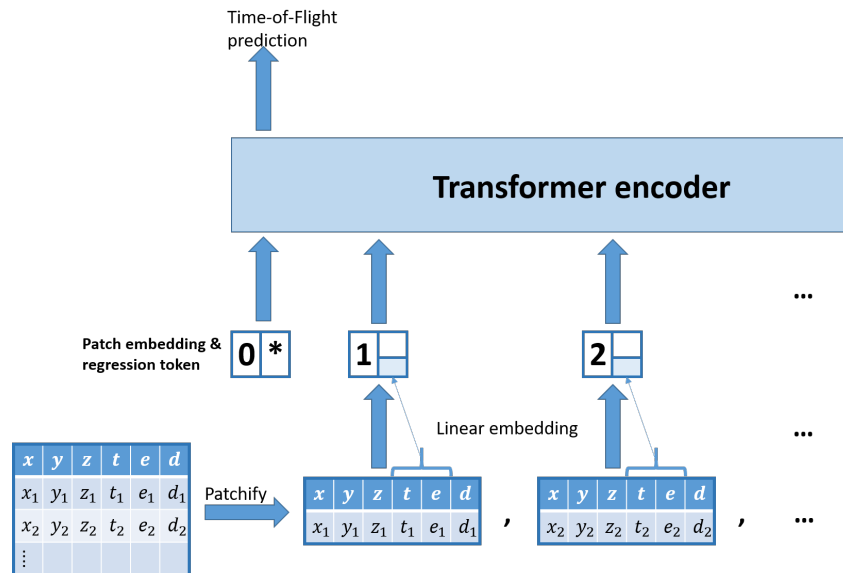 Time-of-Flight
prediction
Transformer encoder
...
Patch embedding &
regression token
0 *
1
2
Linear embedding
...
x y z t e d
x₁ y₁ z₁ t₁ e₁ d₁
x₂ y₂ z₂ t₂ e₂ d₂
⋮
Patchify
x y z t e d
x₁ y₁ z₁ t₁ e₁ d₁
,
x y z t e d
x₂ y₂ z₂ t₂ e₂ d₂
,
...